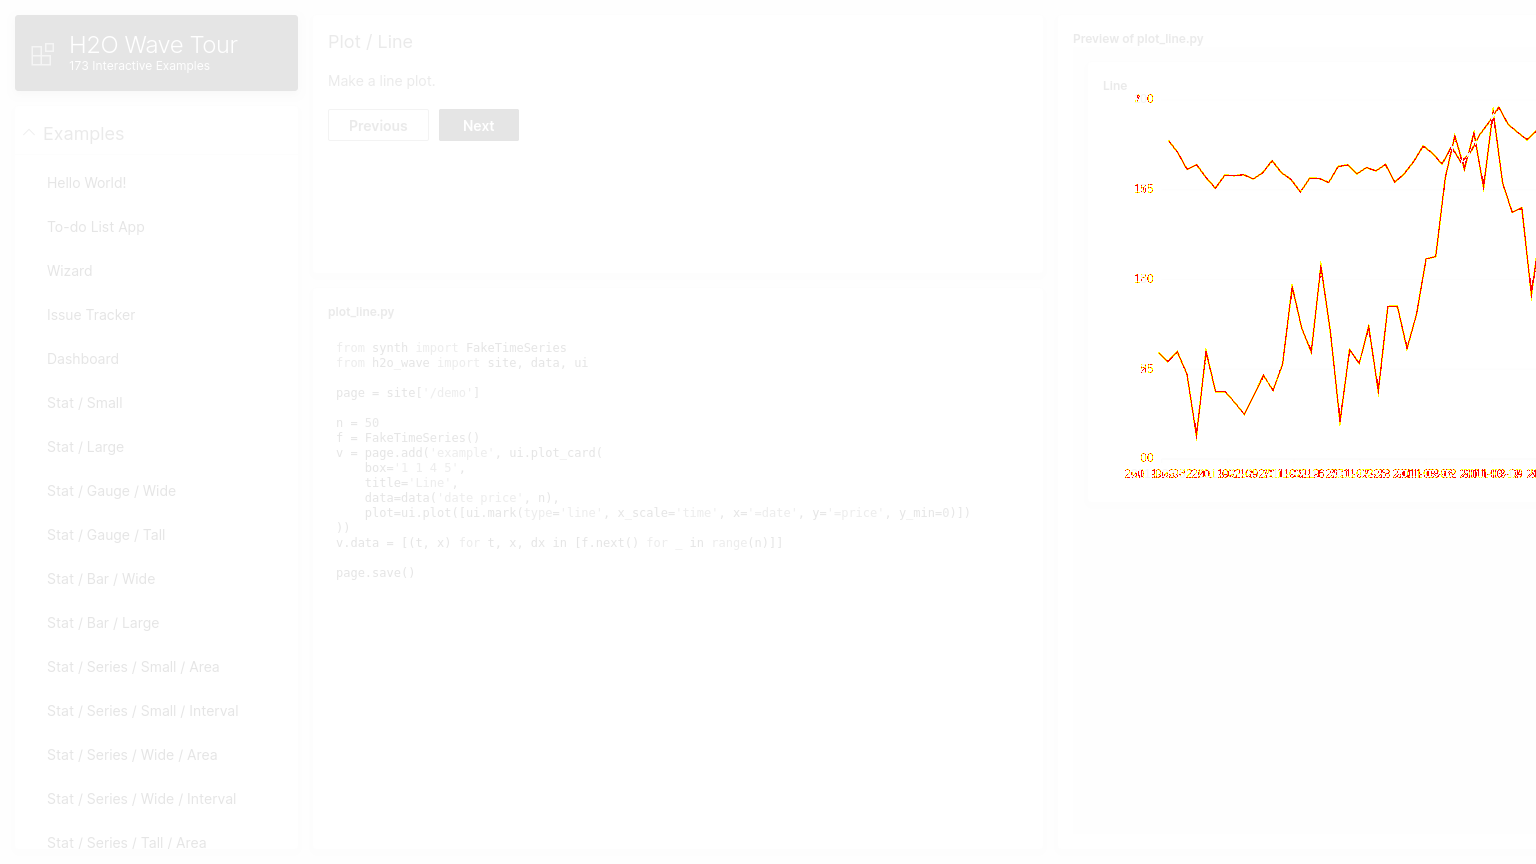 H2O Wave Tour
173 Interactive Examples
Examples
Hello World!
To-do List App
Wizard
Issue Tracker
Dashboard
Stat / Small
Stat / Large
Stat / Gauge / Wide
Stat / Gauge / Tall
Stat / Bar / Wide
Stat / Bar / Large
Stat / Series / Small / Area
Stat / Series / Small / Interval
Stat / Series / Wide / Area
Stat / Series / Wide / Interval
Stat / Series / Tall / Area
Plot / Line
Make a line plot.
Previous
Next
plot_line.py
from synth import FakeTimeSeries
from h2o_wave import site, data, ui
page = site['/demo']
n = 50
f = FakeTimeSeries()
v = page.add('example', ui.plot_card(
box='1 1 4 5',
title='Line',
data=data('date price', n),
plot=ui.plot([ui.mark(type='line', x_scale='time', x='=date', y='=price', y_min=0)])
))
v.data = [(t, x) for t, x, dx in [f.next() for _ in range(n)]]
page.save()
Preview of plot_line.py
Line